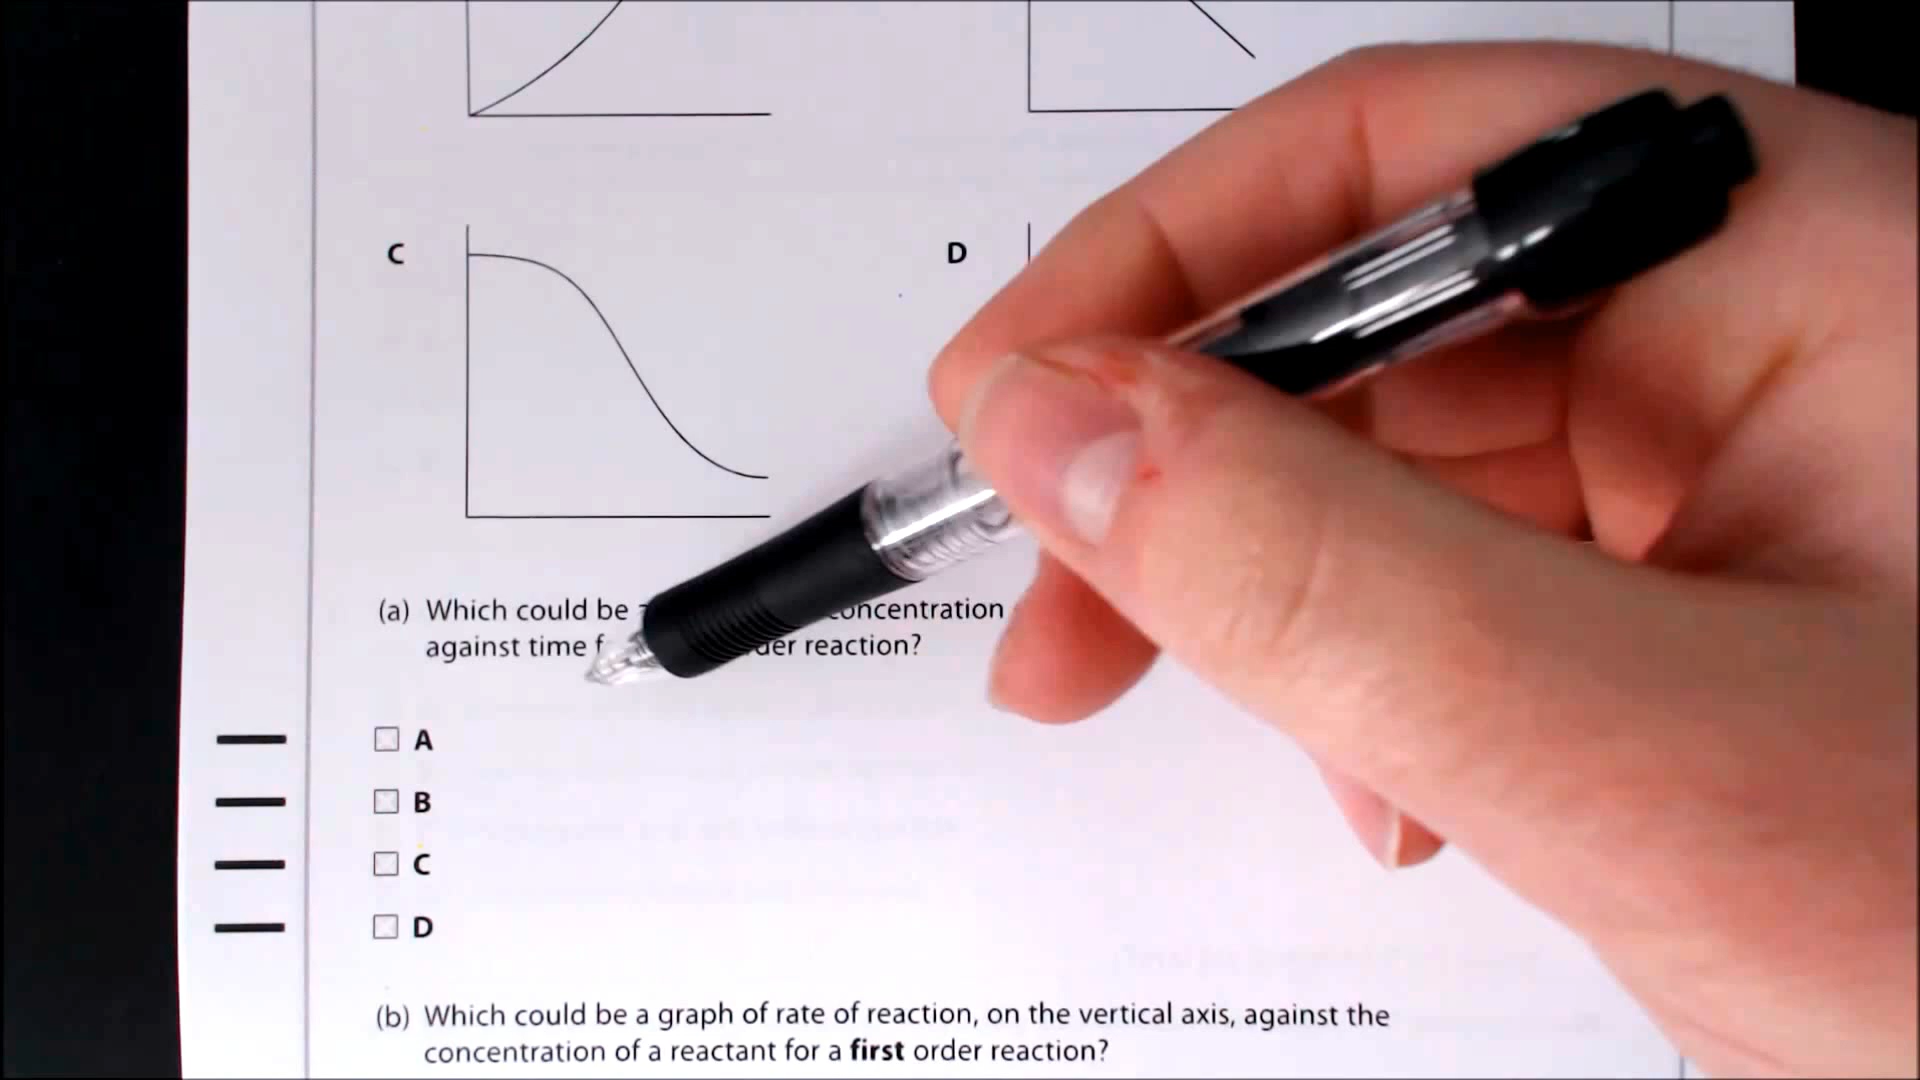 C
D
(a) Which could be concentration
against time reaction?
A
B
C
D
(b) Which could be a graph of rate of reaction, on the vertical axis, against the
concentration of a reactant for a first order reaction?